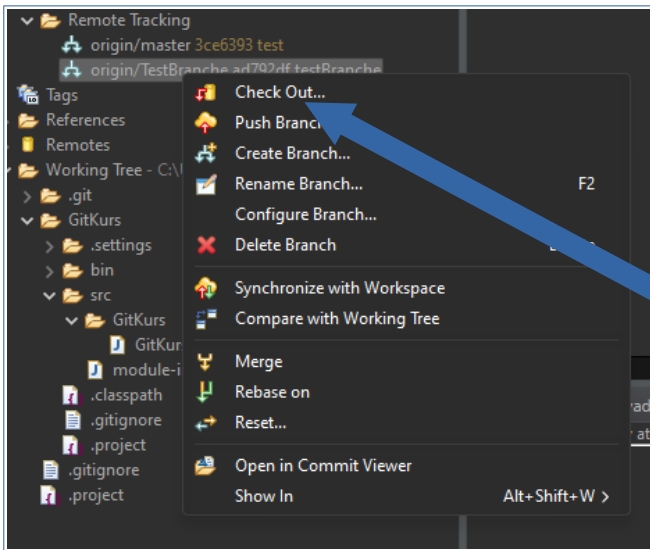 Remote Tracking
origin/master 3ce6393 test
origin/TestBranche ad792df testBranche
Tags
References
Remotes
Working Tree - C:\
.git
GitKurs
.settings
bin
src
GitKurs
GitKur
module-i
.classpath
.gitignore
.project
.gitignore
.project
Check Out...
Push Branc
Create Branch...
Rename Branch... F2
Configure Branch...
Delete Branch
Synchronize with Workspace
Compare with Working Tree
Merge
Rebase on
Reset...
Open in Commit Viewer
Show In Alt+Shift+W >